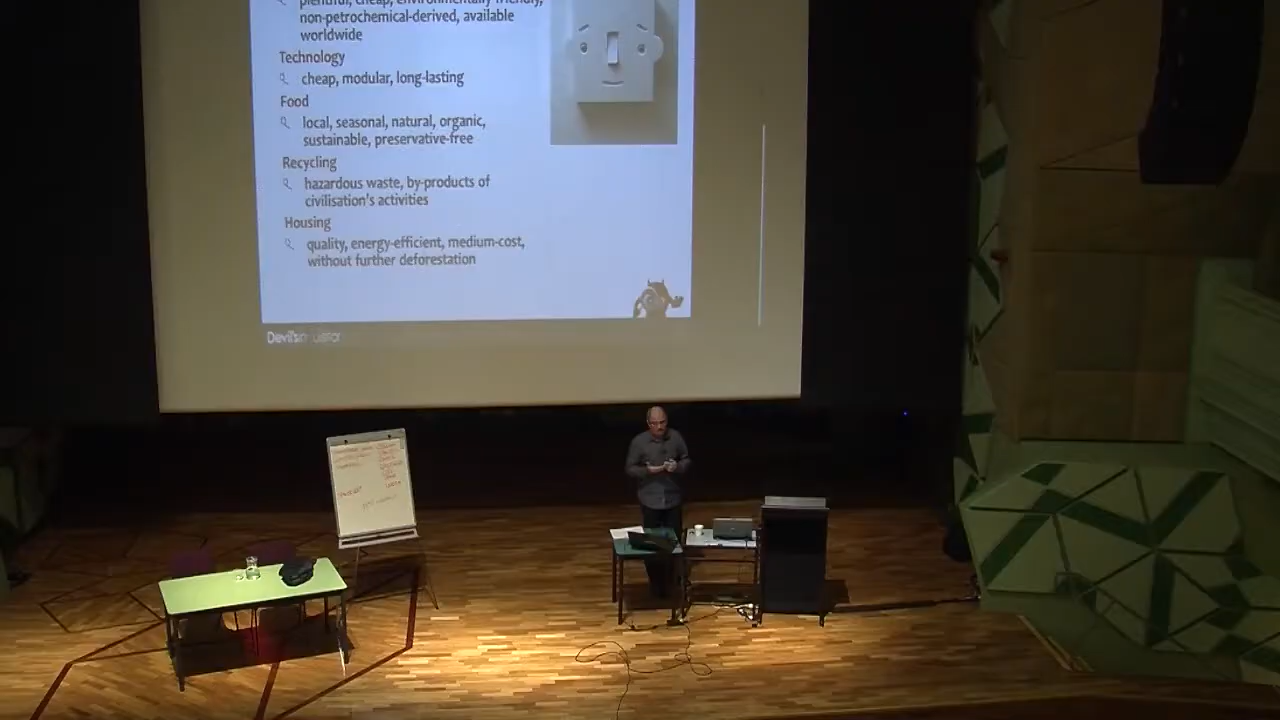 plentiful, cheap, environmentally friendly,
non-petrochemical-derived, available
worldwide
Technology
cheap, modular, long-lasting
Food
local, seasonal, natural, organic,
sustainable, preservative-free
Recycling
hazardous waste, by-products of
civilisation's activities
Housing
quality, energy-efficient, medium-cost,
without further deforestation
Devil's